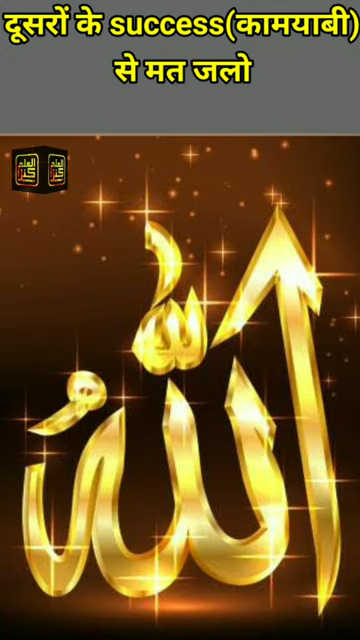 दूसरों के success(कामयाबी)
से मत जलो
الله